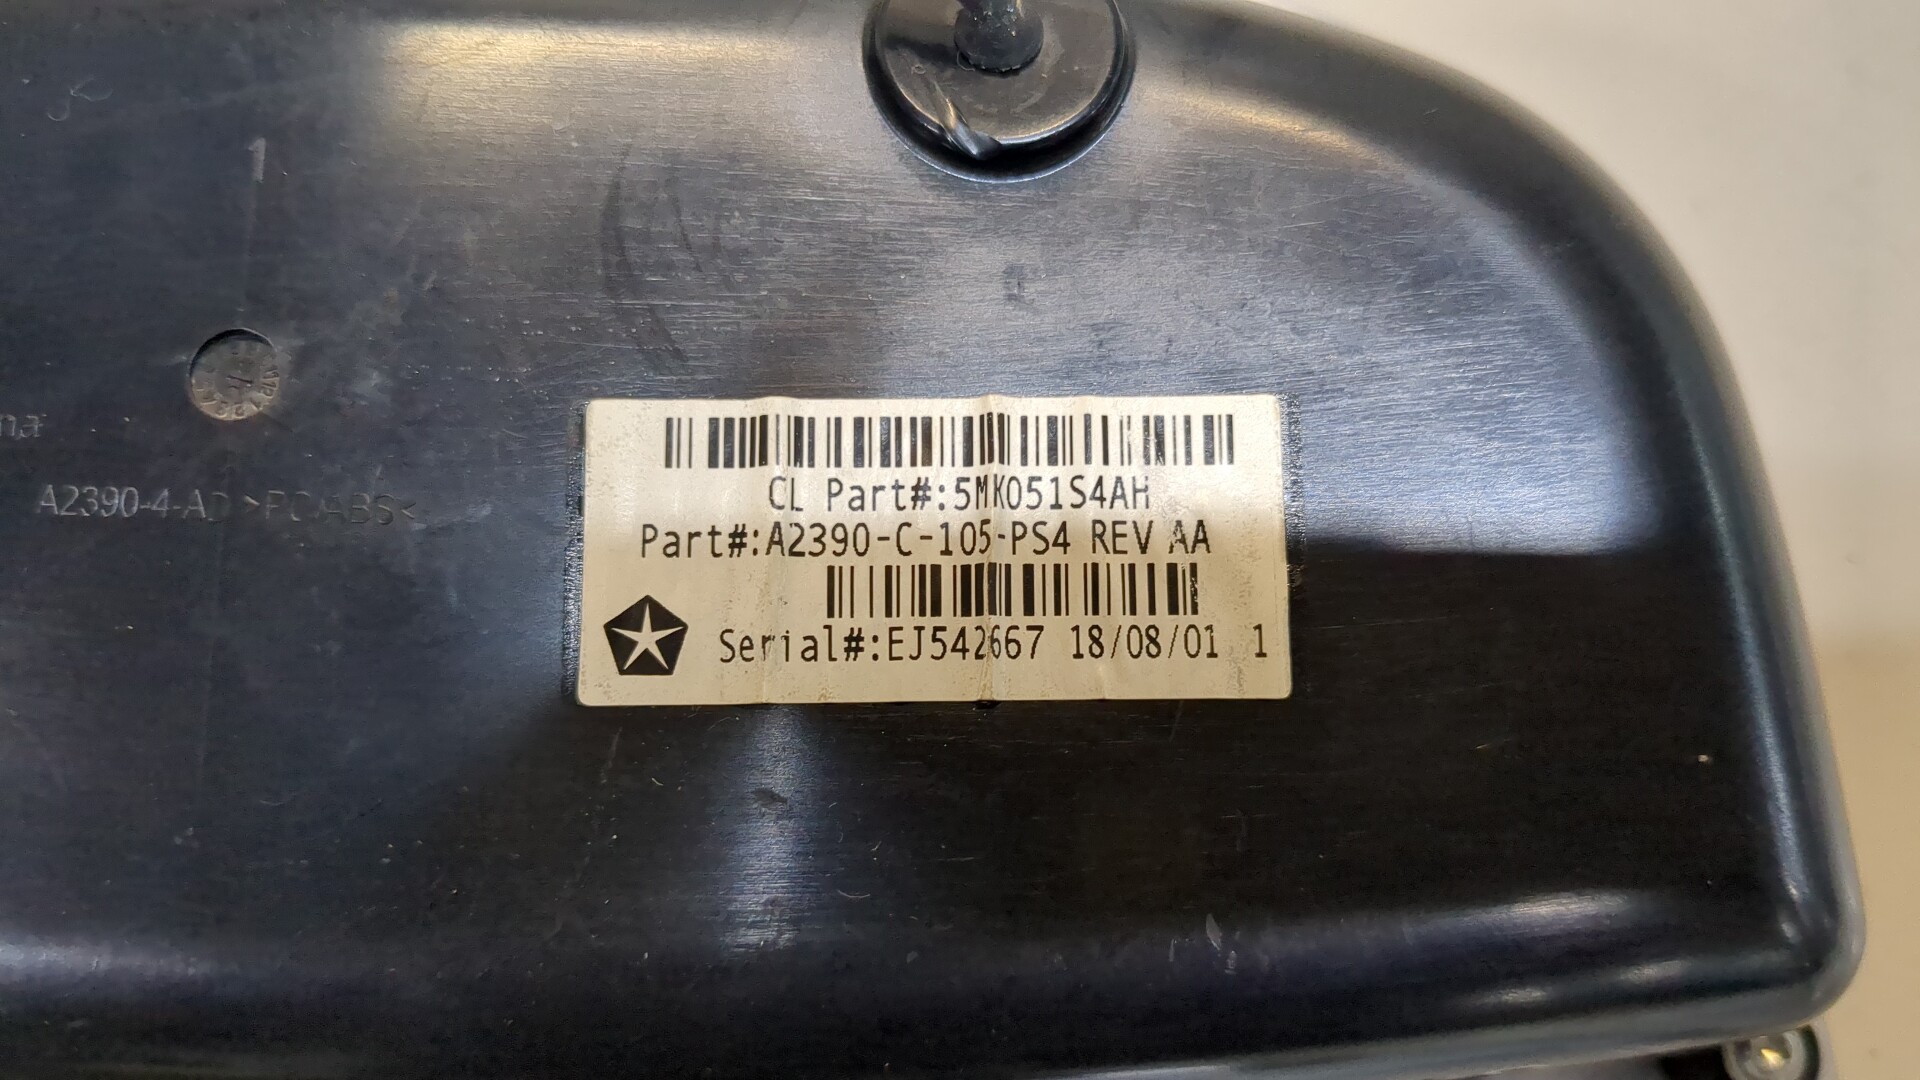 CL Part#:5MK051S4AH
Part#:A2390-C-105-PS4 REV AA
Serial#:EJ542667 18/08/01 1
A2390-4-AD >PC/ABS<